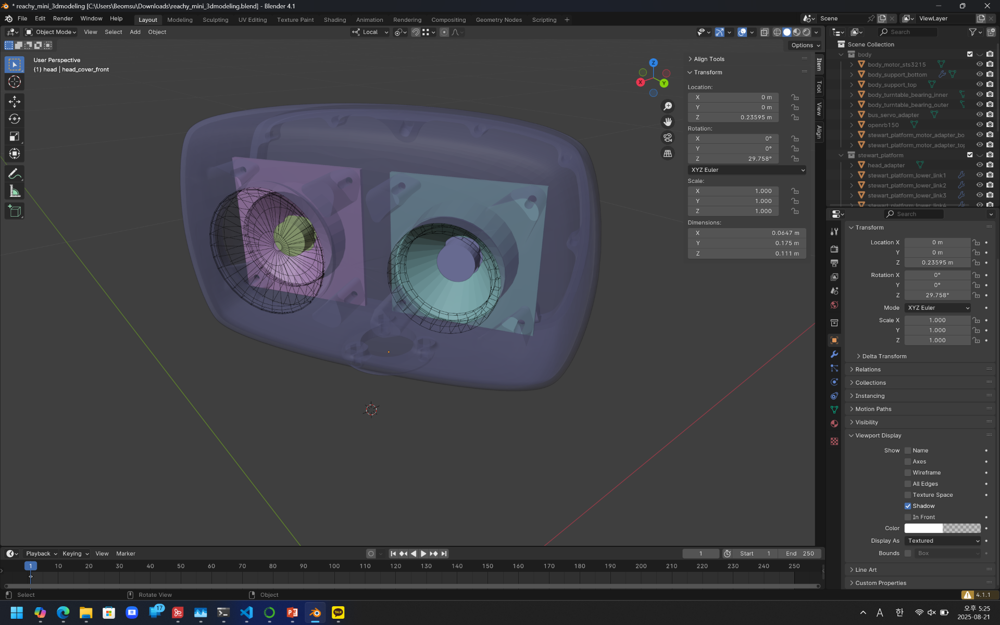 * reachy_mini_3dmodeling [C:\Users\Beomsu\Downloads\reachy_mini_3dmodeling.blend] - Blender 4.1
File Edit Render Window Help
Layout Modeling Sculpting UV Editing Texture Paint Shading Animation Rendering Compositing Geometry Nodes Scripting +
Scene
ViewLayer
Object Mode View Select Add Object
Local
Search
Options
User Perspective
(1) head | head_cover_front
Z
X
Y
Align Tools
Transform
Location:
X 0 m
Y 0 m
Z 0.23595 m
Rotation:
X 0°
Y 0°
Z 29.758°
XYZ Euler
Scale:
X 1.000
Y 1.000
Z 1.000
Dimensions:
X 0.0647 m
Y 0.175 m
Z 0.111 m
Item
Tool
View
Align
Scene Collection
body
body_motor_sts3215
body_support_bottom
body_support_top
body_turntable_bearing_inner
body_turntable_bearing_outer
bus_servo_adapter
openrb150
stewart_platform_motor_adapter_bo
stewart_platform_motor_adapter_top
stewart_platform
head_adapter
stewart_platform_lower_link1
stewart_platform_lower_link2
stewart_platform_lower_link3
stewart_platform_lower_link4
Search
Transform
Location X 0 m
Y 0 m
Z 0.23595 m
Rotation X 0°
Y 0°
Z 29.758°
Mode XYZ Euler
Scale X 1.000
Y 1.000
Z 1.000
Delta Transform
Relations
Collections
Instancing
Motion Paths
Visibility
Viewport Display
Show Name
Axes
Wireframe
All Edges
Texture Space
Shadow
In Front
Color
Display As Textured
Bounds Box
Line Art
Custom Properties
Playback Keying View Marker
1
Start 1 End 250
1 10 20 30 40 50 60 70 80 90 100 110 120 130 140 150 160 170 180 190 200 210 220 230 240 250
Select Rotate View Object
4.1.1
17
TALK
A 한
오후 5:25
2025-08-21